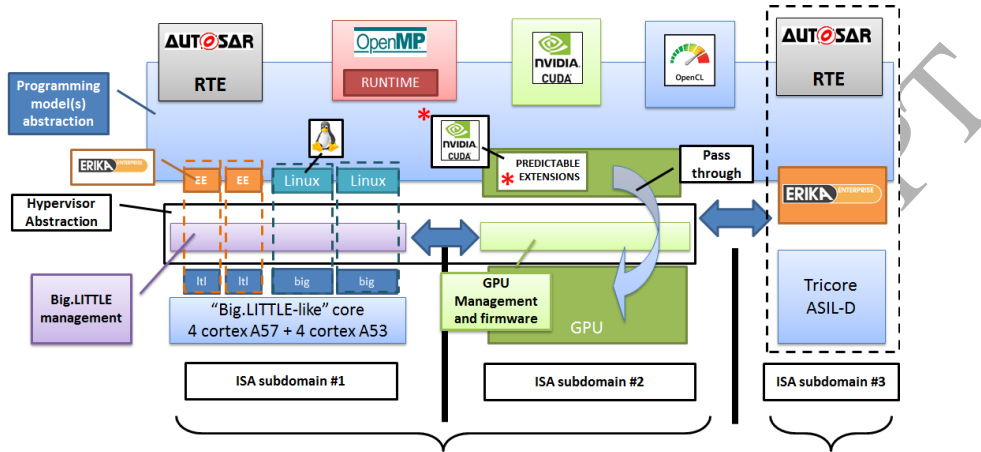 AUTOSAR
RTE
OpenMP
RUNTIME
NVIDIA
CUDA
OpenCL
AUTOSAR
RTE
Programming
model(s)
abstraction
*
NVIDIA
CUDA
PREDICTABLE
* EXTENSIONS
Pass
through
ERIKA ENTERPRISE
EE
EE
Linux
Linux
ERIKA ENTERPRISE
Hypervisor
Abstraction
Big.LITTLE
management
ltl
ltl
big
big
GPU
Management
and firmware
GPU
Tricore
ASIL-D
“Big.LITTLE-like” core
4 cortex A57 + 4 cortex A53
ISA subdomain #1
ISA subdomain #2
ISA subdomain #3
PT